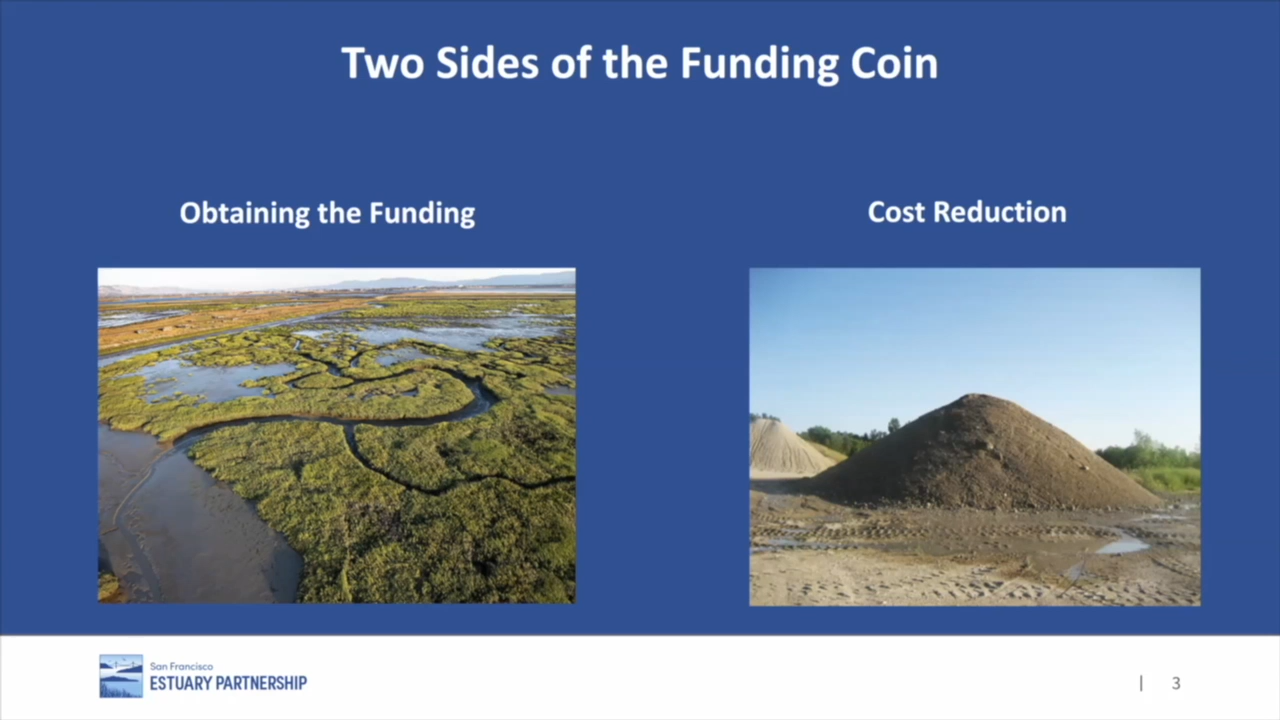 Two Sides of the Funding Coin
Obtaining the Funding
Cost Reduction
San Francisco
ESTUARY PARTNERSHIP
| 3